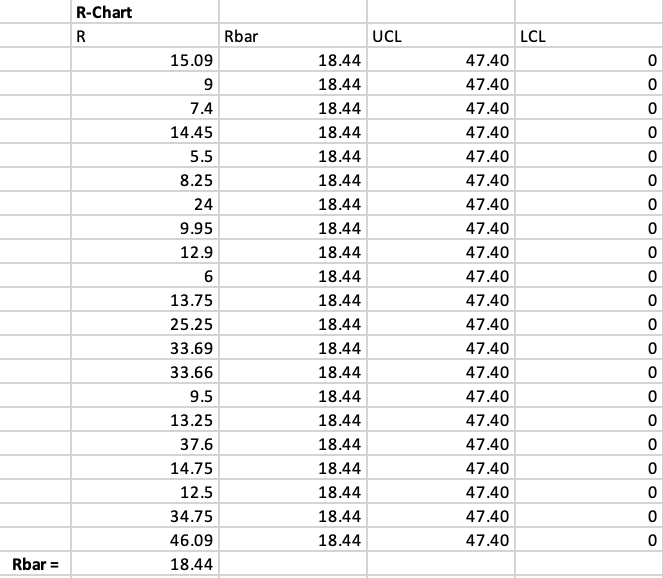 R-Chart
R Rbar UCL LCL
15.09 18.44 47.40 0
9 18.44 47.40 0
7.4 18.44 47.40 0
14.45 18.44 47.40 0
5.5 18.44 47.40 0
8.25 18.44 47.40 0
24 18.44 47.40 0
9.95 18.44 47.40 0
12.9 18.44 47.40 0
6 18.44 47.40 0
13.75 18.44 47.40 0
25.25 18.44 47.40 0
33.69 18.44 47.40 0
33.66 18.44 47.40 0
9.5 18.44 47.40 0
13.25 18.44 47.40 0
37.6 18.44 47.40 0
14.75 18.44 47.40 0
12.5 18.44 47.40 0
34.75 18.44 47.40 0
46.09 18.44 47.40 0
Rbar = 18.44